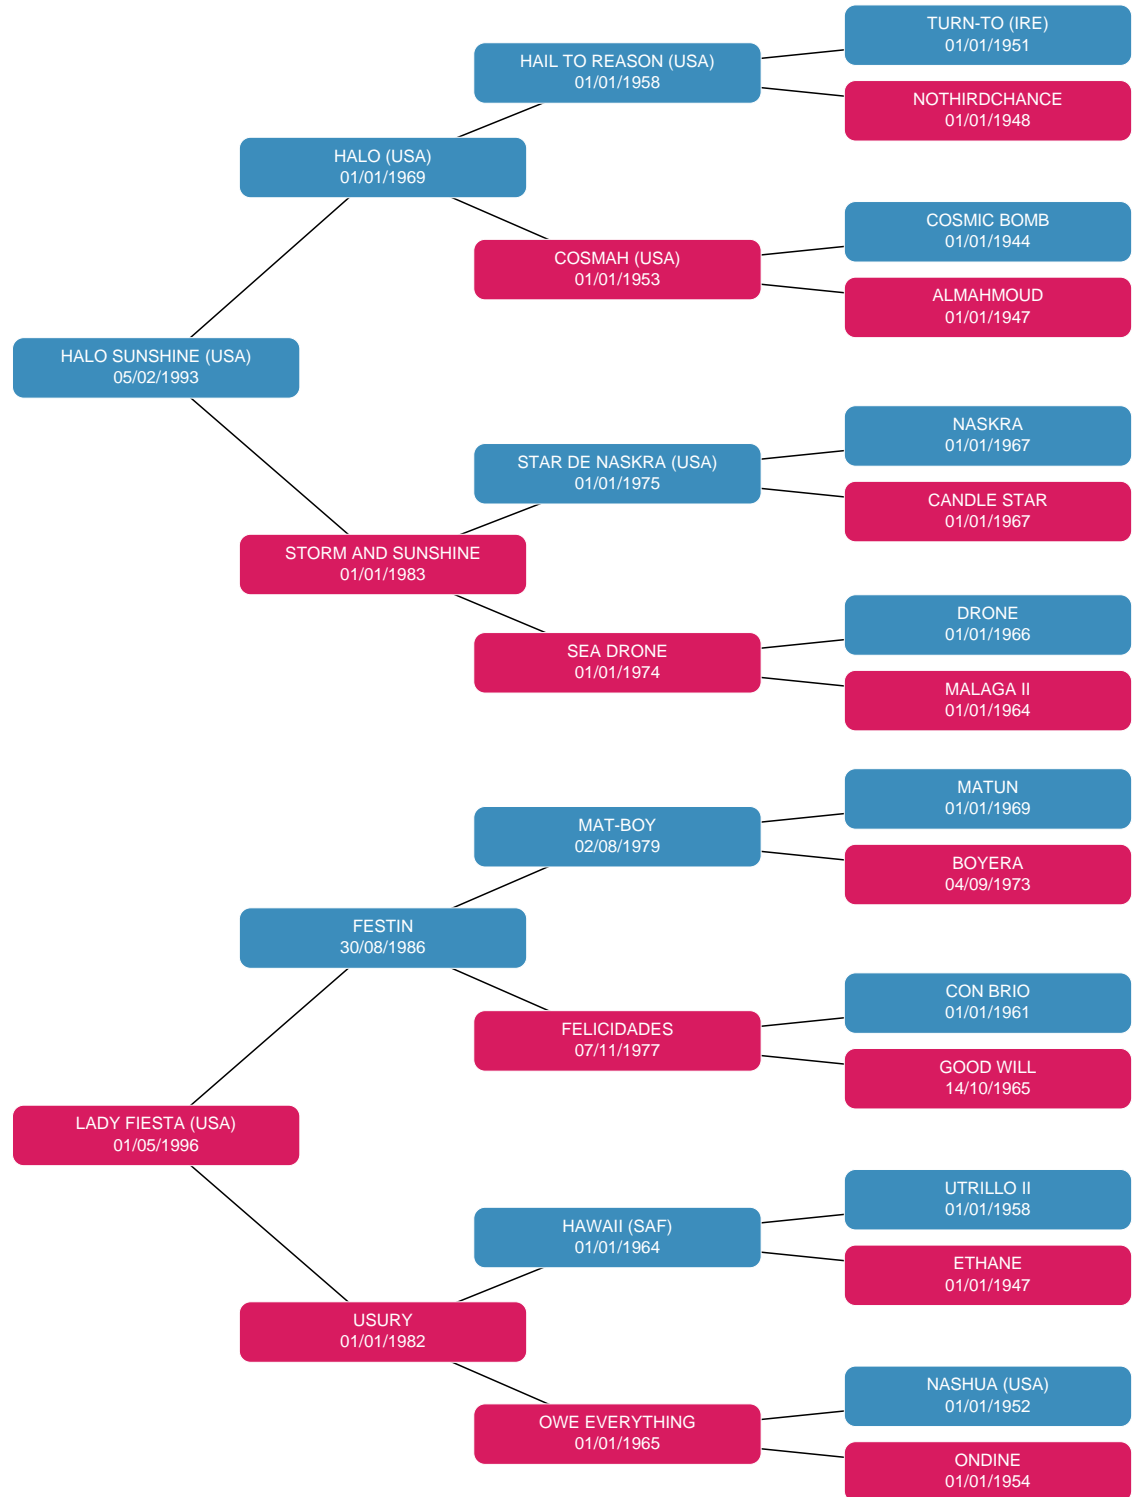 TURN-TO (IRE)
01/01/1951
HAIL TO REASON (USA)
01/01/1958
NOTHIRDCHANCE
01/01/1948
HALO (USA)
01/01/1969
COSMIC BOMB
01/01/1944
COSMAH (USA)
01/01/1953
ALMAHMOUD
01/01/1947
HALO SUNSHINE (USA)
05/02/1993
NASKRA
01/01/1967
STAR DE NASKRA (USA)
01/01/1975
CANDLE STAR
01/01/1967
STORM AND SUNSHINE
01/01/1983
DRONE
01/01/1966
SEA DRONE
01/01/1974
MALAGA II
01/01/1964
MATUN
01/01/1969
MAT-BOY
02/08/1979
BOYERA
04/09/1973
FESTIN
30/08/1986
CON BRIO
01/01/1961
FELICIDADES
07/11/1977
GOOD WILL
14/10/1965
LADY FIESTA (USA)
01/05/1996
UTRILLO II
01/01/1958
HAWAII (SAF)
01/01/1964
ETHANE
01/01/1947
USURY
01/01/1982
NASHUA (USA)
01/01/1952
OWE EVERYTHING
01/01/1965
ONDINE
01/01/1954